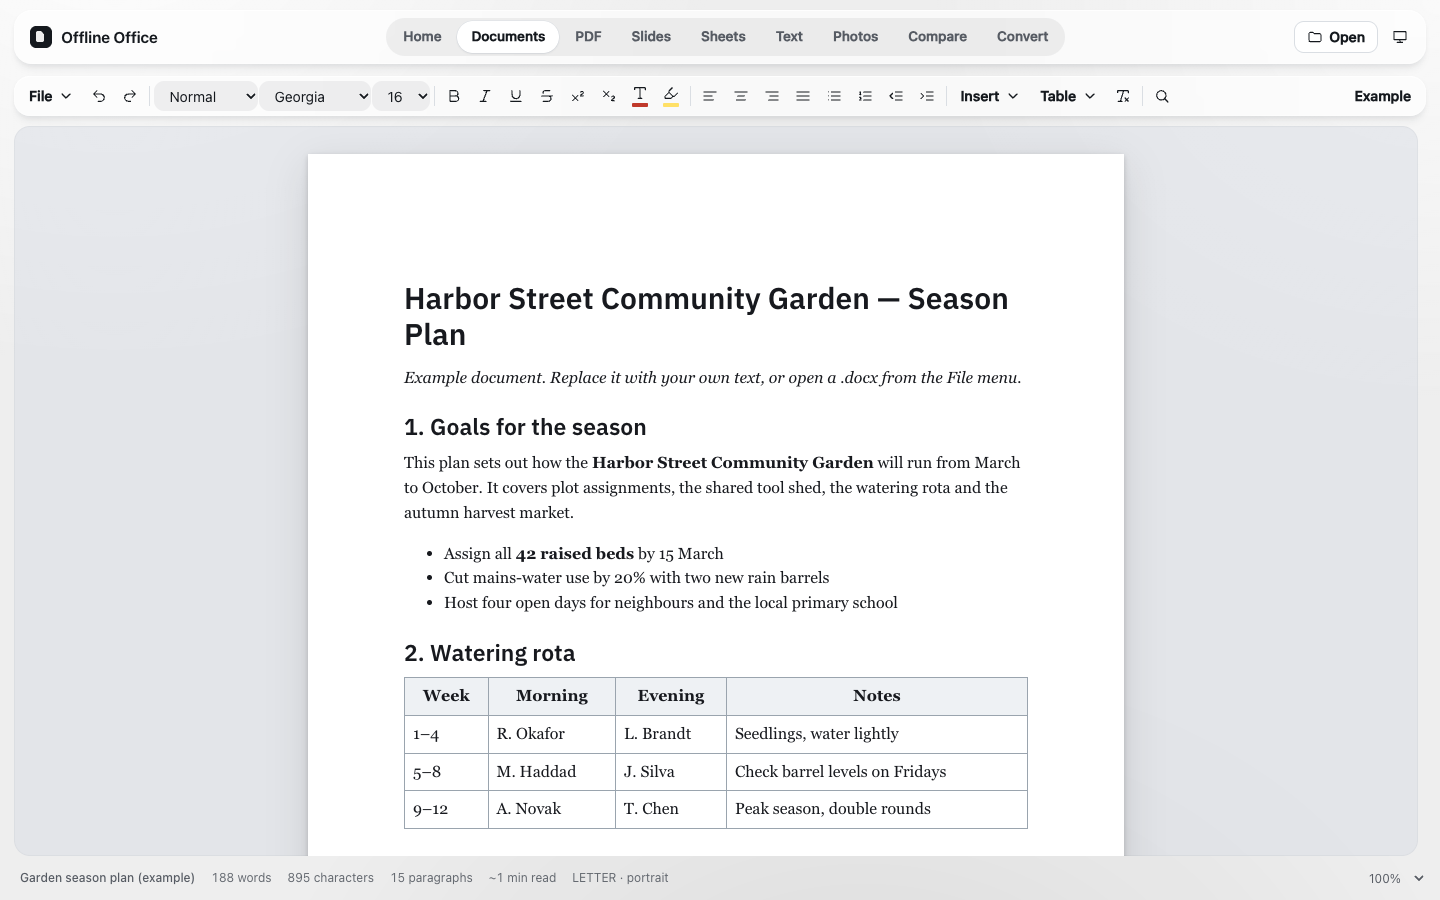 Offline Office
Home Documents PDF Slides Sheets Text Photos Compare Convert
Open
File Normal Georgia 16 B I U S x² x₂ T Insert Table Tx Example
Harbor Street Community Garden — Season
Plan
Example document. Replace it with your own text, or open a .docx from the File menu.
1. Goals for the season
This plan sets out how the Harbor Street Community Garden will run from March
to October. It covers plot assignments, the shared tool shed, the watering rota and the
autumn harvest market.
• Assign all 42 raised beds by 15 March
• Cut mains-water use by 20% with two new rain barrels
• Host four open days for neighbours and the local primary school
2. Watering rota
Week Morning Evening Notes
1–4 R. Okafor L. Brandt Seedlings, water lightly
5–8 M. Haddad J. Silva Check barrel levels on Fridays
9–12 A. Novak T. Chen Peak season, double rounds
Garden season plan (example) 188 words 895 characters 15 paragraphs ~1 min read LETTER · portrait 100%